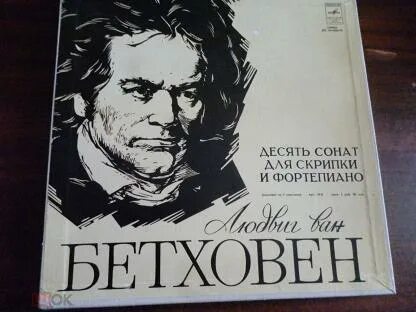 ДЕСЯТЬ СОНАТ
ДЛЯ СКРИПКИ
И ФОРТЕПИАНО
Людвиг ван
БЕТХОВЕН